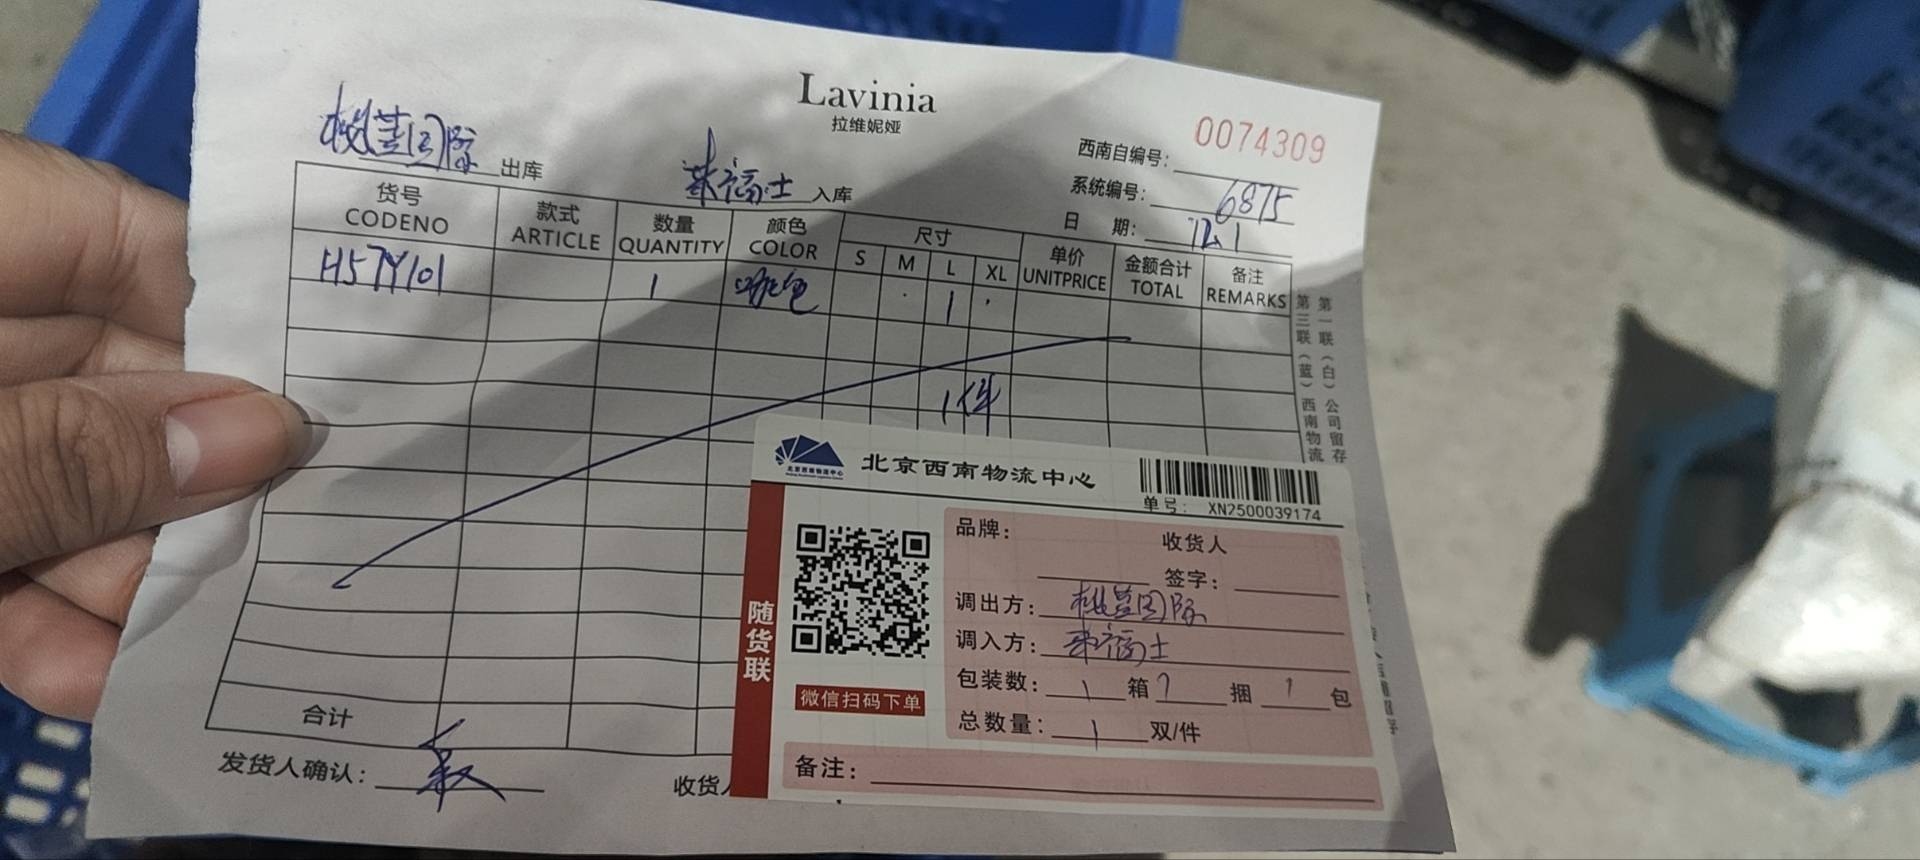 Lavinia
拉维妮娅
0074309
西南自编号:
系统编号: 6875
国际 出库
福士 入库
日 期: 12.1
货号 款式 数量 颜色 尺寸 单价 金额合计 备注
CODENO ARTICLE QUANTITY COLOR S M L XL UNITPRICE TOTAL REMARKS
H57Y101 1 色 1
1件
第一联(白)公司留存
第三联(蓝)西南物流
北京西南物流中心
单号: XN2500039174
品牌: 收货人
签字:
调出方: 国际
调入方: 福士
包装数: 1 箱 捆 包
总数量: 1 双/件
备注:
随货联
微信扫码下单
合计
发货人确认:
收货人